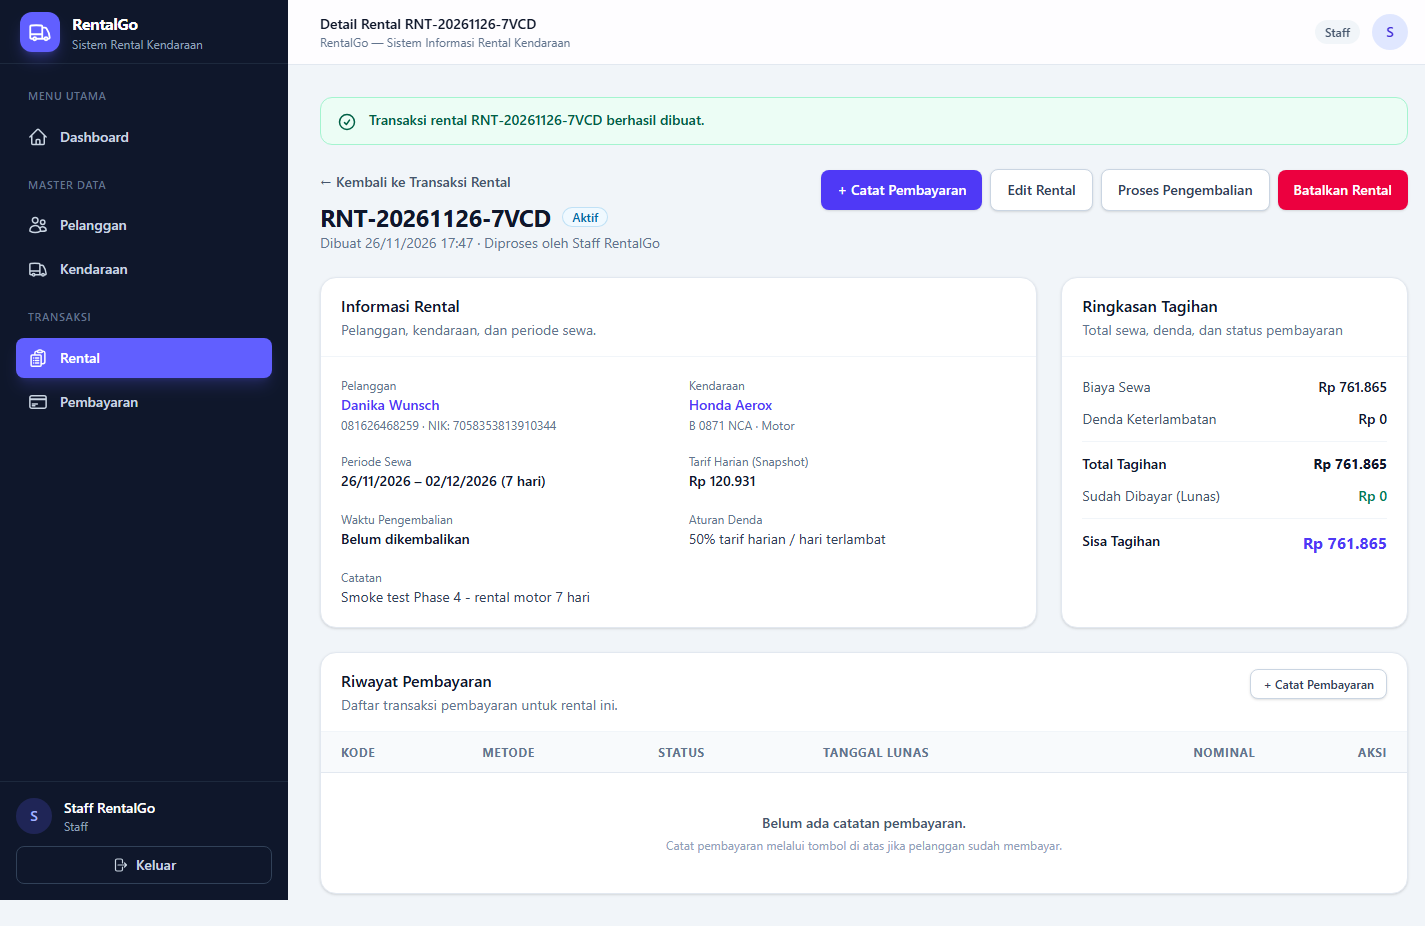 RentalGo
Sistem Rental Kendaraan
MENU UTAMA
Dashboard
MASTER DATA
Pelanggan
Kendaraan
TRANSAKSI
Rental
Pembayaran
S
Staff RentalGo
Staff
Keluar
Detail Rental RNT-20261126-7VCD
RentalGo — Sistem Informasi Rental Kendaraan
Staff
S
Transaksi rental RNT-20261126-7VCD berhasil dibuat.
← Kembali ke Transaksi Rental
RNT-20261126-7VCD Aktif
Dibuat 26/11/2026 17:47 · Diproses oleh Staff RentalGo
+ Catat Pembayaran
Edit Rental
Proses Pengembalian
Batalkan Rental
Informasi Rental
Pelanggan, kendaraan, dan periode sewa.
Pelanggan
Danika Wunsch
081626468259 · NIK: 7058353813910344
Kendaraan
Honda Aerox
B 0871 NCA · Motor
Periode Sewa
26/11/2026 – 02/12/2026 (7 hari)
Tarif Harian (Snapshot)
Rp 120.931
Waktu Pengembalian
Belum dikembalikan
Aturan Denda
50% tarif harian / hari terlambat
Catatan
Smoke test Phase 4 - rental motor 7 hari
Ringkasan Tagihan
Total sewa, denda, dan status pembayaran
Biaya Sewa Rp 761.865
Denda Keterlambatan Rp 0
Total Tagihan Rp 761.865
Sudah Dibayar (Lunas) Rp 0
Sisa Tagihan Rp 761.865
Riwayat Pembayaran
Daftar transaksi pembayaran untuk rental ini.
+ Catat Pembayaran
KODE METODE STATUS TANGGAL LUNAS NOMINAL AKSI
Belum ada catatan pembayaran.
Catat pembayaran melalui tombol di atas jika pelanggan sudah membayar.